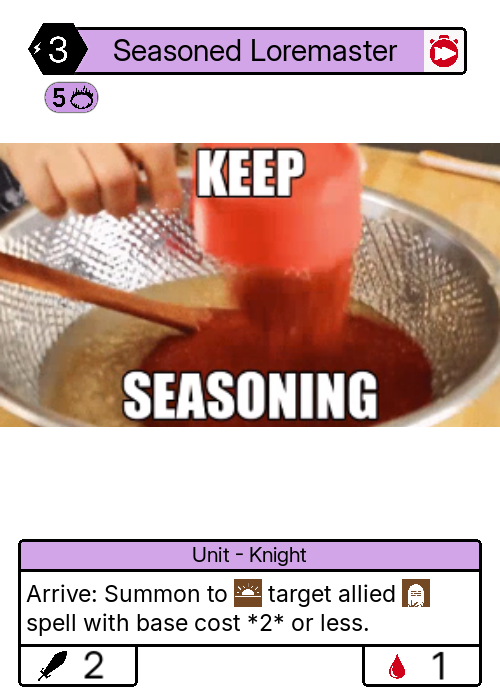 3 Seasoned Loremaster
5
KEEP
SEASONING
Unit - Knight
Arrive: Summon to target allied
spell with base cost *2* or less.
2 1